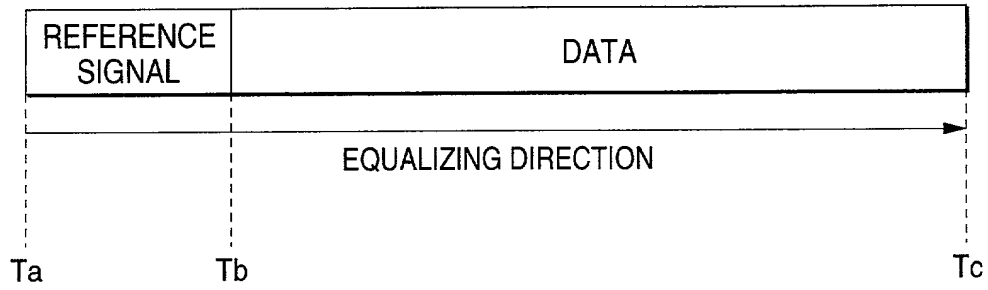 REFERENCE
SIGNAL
DATA
EQUALIZING DIRECTION
Ta
Tb
Tc